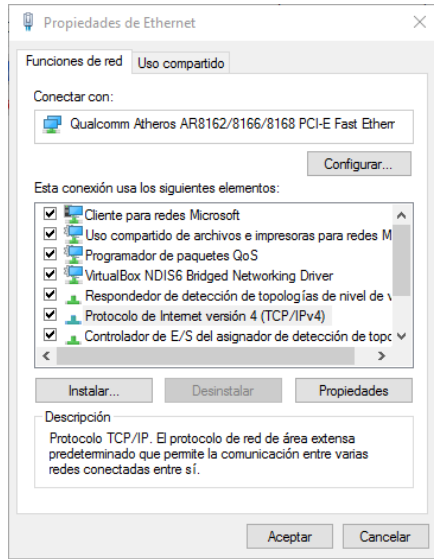 Propiedades de Ethernet
Funciones de red
Uso compartido
Conectar con:
Qualcomm Atheros AR8162/8166/8168 PCI-E Fast Ethern
Configurar...
Esta conexión usa los siguientes elementos:
Cliente para redes Microsoft
Uso compartido de archivos e impresoras para redes M
Programador de paquetes QoS
VirtualBox NDIS6 Bridged Networking Driver
Respondedor de detección de topologías de nivel de v
Protocolo de Internet versión 4 (TCP/IPv4)
Controlador de E/S del asignador de detección de topo
Instalar...
Desinstalar
Propiedades
Descripción
Protocolo TCP/IP. El protocolo de red de área extensa
predeterminado que permite la comunicación entre varias
redes conectadas entre sí.
Aceptar
Cancelar